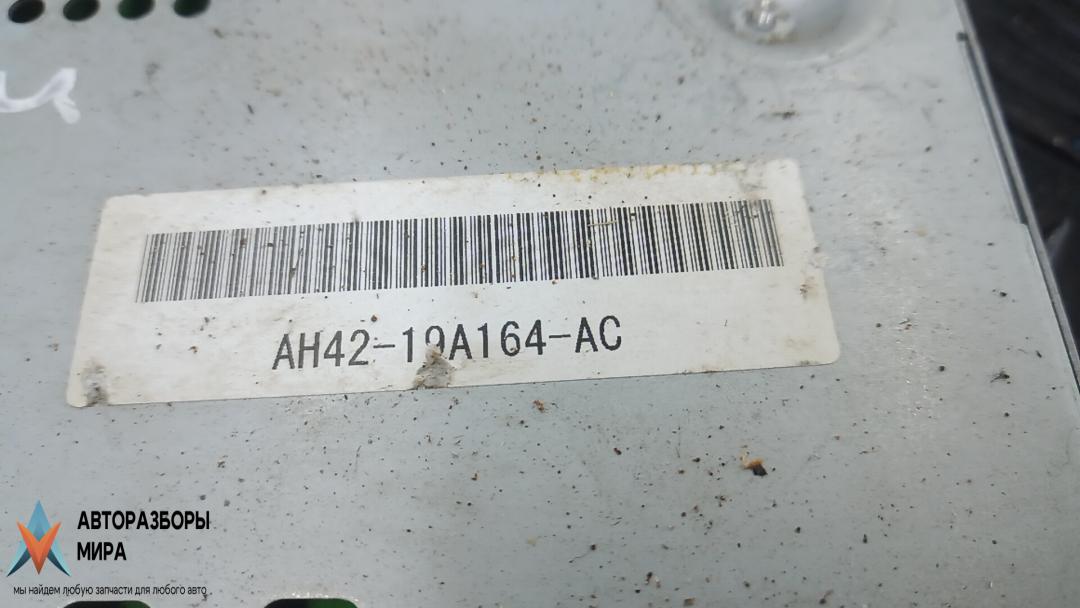 AH42-19A164-AC
АВТОРАЗБОРЫ
МИРА
мы найдем любую запчасти для любого авто